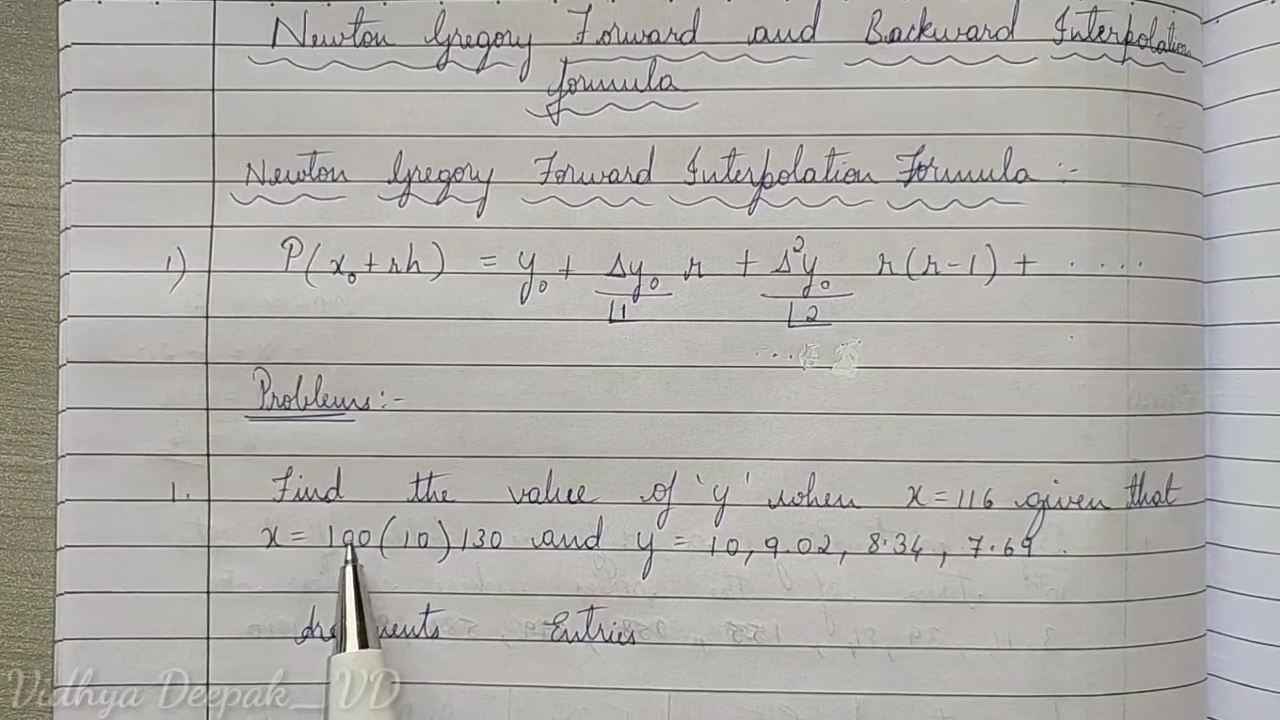 Newton Gregory Forward and Backward Interpolation
formula
Newton Gregory Forward Interpolation Formula :-
1) P(x₀+rh) = y₀ + Δy₀/⌊1 r + Δ²y₀/⌊2 r(r-1) + ....
Problems:-
1. Find the value of 'y' when x=116 given that
x = 100(10)130 and y = 10, 9.02, 8.34, 7.69.
Entries
Vidhya Deepak_VD